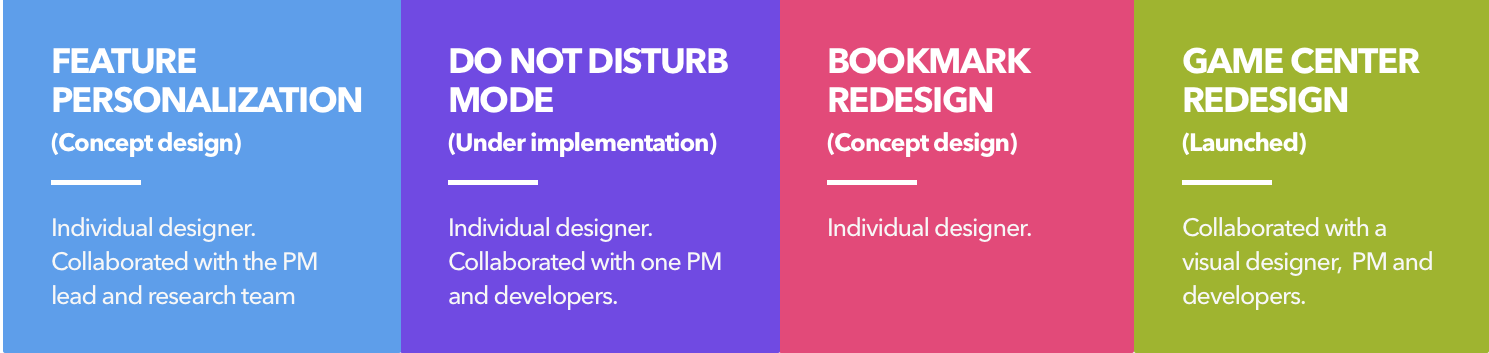 FEATURE
PERSONALIZATION
(Concept design)
Individual designer.
Collaborated with the PM
lead and research team
DO NOT DISTURB
MODE
(Under implementation)
Individual designer.
Collaborated with one PM
and developers.
BOOKMARK
REDESIGN
(Concept design)
Individual designer.
GAME CENTER
REDESIGN
(Launched)
Collaborated with a
visual designer,  PM and
developers.